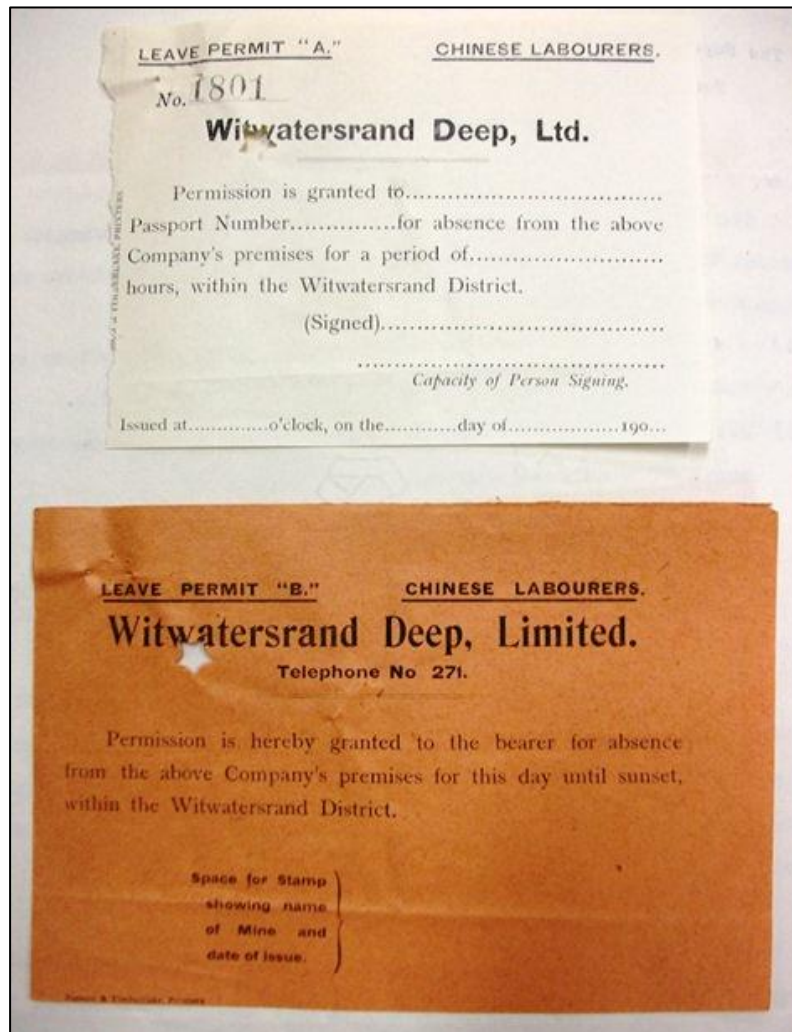 LEAVE PERMIT "A." CHINESE LABOURERS.
No. 1801
Witwatersrand Deep, Ltd.
Permission is granted to..........
Passport Number..........for absence from the above
Company's premises for a period of..........
hours, within the Witwatersrand District.
(Signed)..........
..........
Capacity of Person Signing.
Issued at..........o'clock, on the..........day of..........190...
PRINTERS
LEAVE PERMIT "B." CHINESE LABOURERS.
Witwatersrand Deep, Limited.
Telephone No 271.
Permission is hereby granted to the bearer for absence
from the above Company's premises for this day until sunset,
within the Witwatersrand District.
Space for Stamp
showing name
of Mine and
date of issue.
Printers